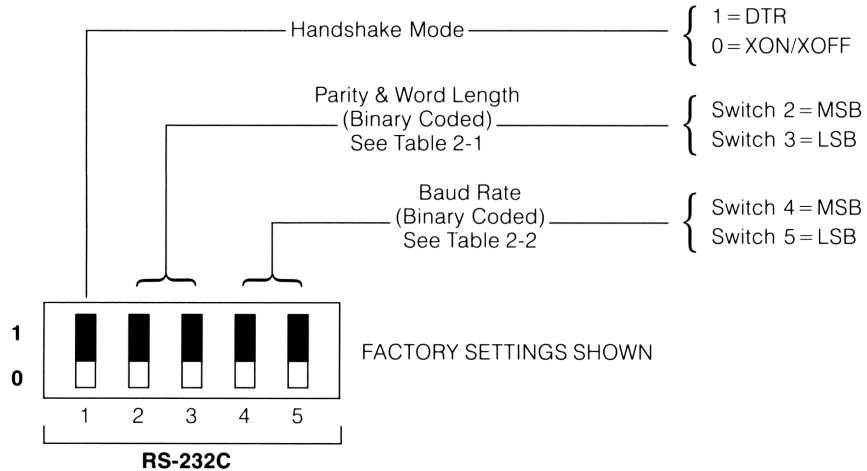 Handshake Mode
1=DTR
0=XON/XOFF
Parity & Word Length
(Binary Coded)
See Table 2-1
Switch 2=MSB
Switch 3=LSB
Baud Rate
(Binary Coded)
See Table 2-2
Switch 4=MSB
Switch 5=LSB
1
0
FACTORY SETTINGS SHOWN
1 2 3 4 5
RS-232C